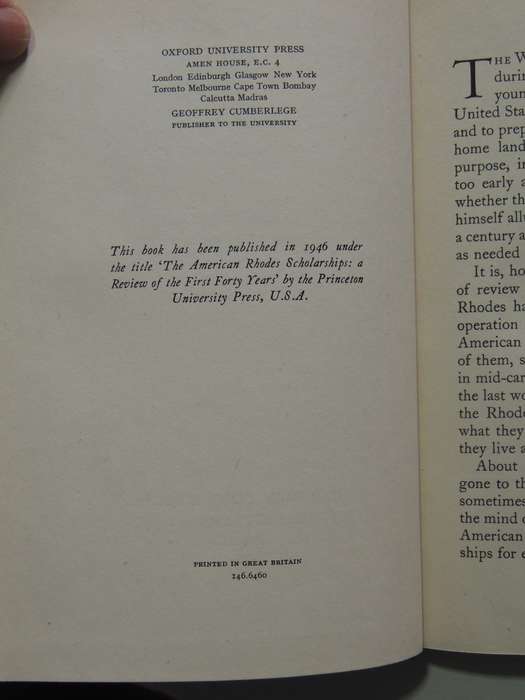 OXFORD UNIVERSITY PRESS
AMEN HOUSE, E.C. 4
London Edinburgh Glasgow New York
Toronto Melbourne Cape Town Bombay
Calcutta Madras
GEOFFREY CUMBERLEGE
PUBLISHER TO THE UNIVERSITY
This book has been published in 1946 under
the title 'The American Rhodes Scholarships: a
Review of the First Forty Years' by the Princeton
University Press, U.S.A.
PRINTED IN GREAT BRITAIN
246.6460
THE W
durin
youn
United Sta
and to prep
home land
purpose, in
too early a
whether th
himself all
a century a
as needed
It is, ho
of review
Rhodes ha
operation
American
of them, s
in mid-car
the last wo
the Rhode
what they
they live a
About
gone to th
sometimes
the mind o
American
ships for e